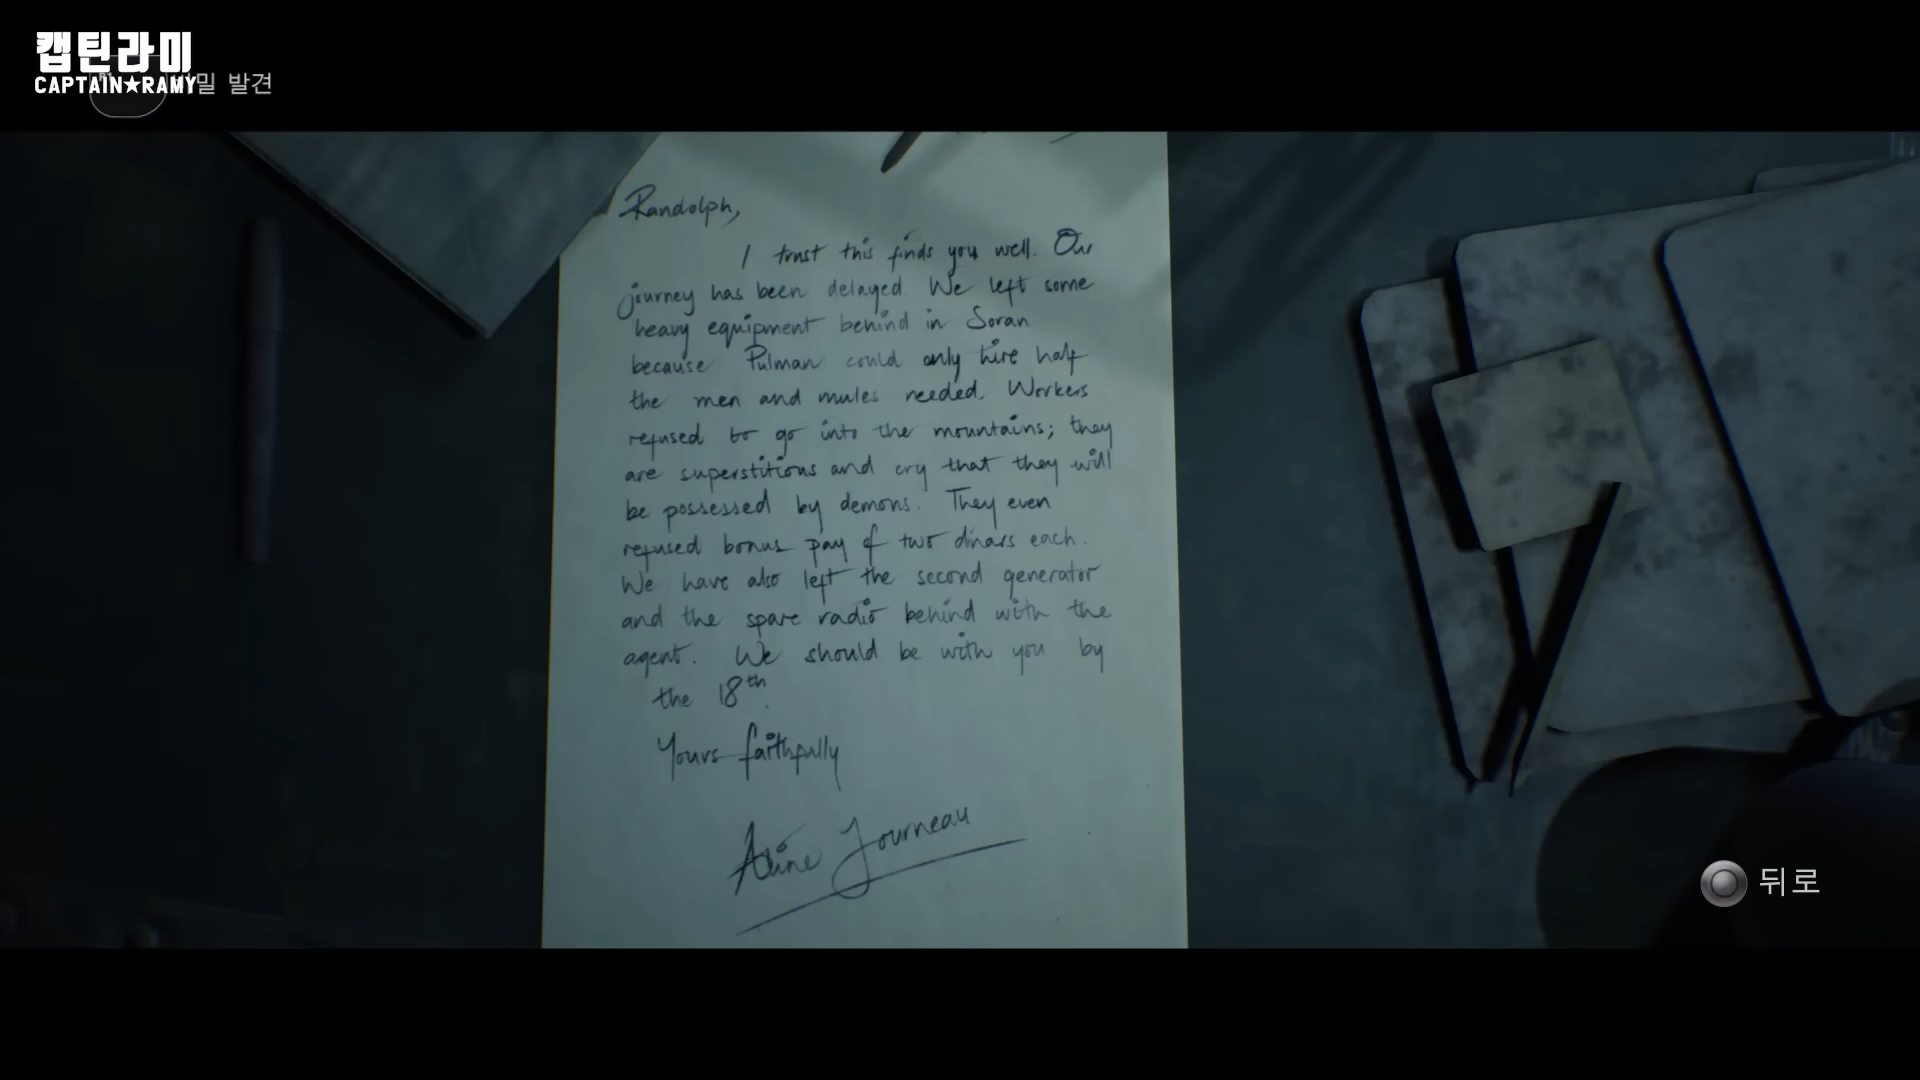 캡틴라미
CAPTAIN★RAMY
밀 발견
Randolph,
I trust this finds you well. Our
journey has been delayed. We left some
heavy equipment behind in Soran
because Pulman could only hire half
the men and mules needed. Workers
refused to go into the mountains; they
are superstitious and cry that they will
be possessed by demons. They even
refused bonus pay of two dinars each.
We have also left the second generator
and the spare radio behind with the
agent. We should be with you by
the 18th.
Yours faithfully
Aline Journeau
뒤로